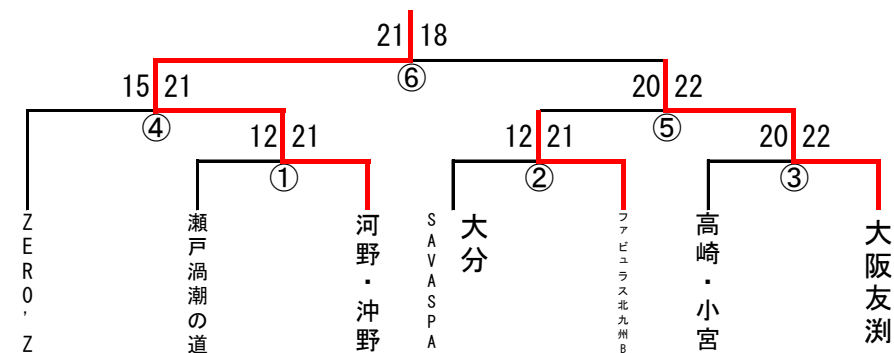 21 18
⑥
15 21
20 22
④
⑤
12 21
12 21
20 22
①
②
③
ZERO'Z
瀬戸渦潮の道
河野・沖野
SAVASPA
大分
ファビュラス北九州B
高崎・小宮
大阪友渕